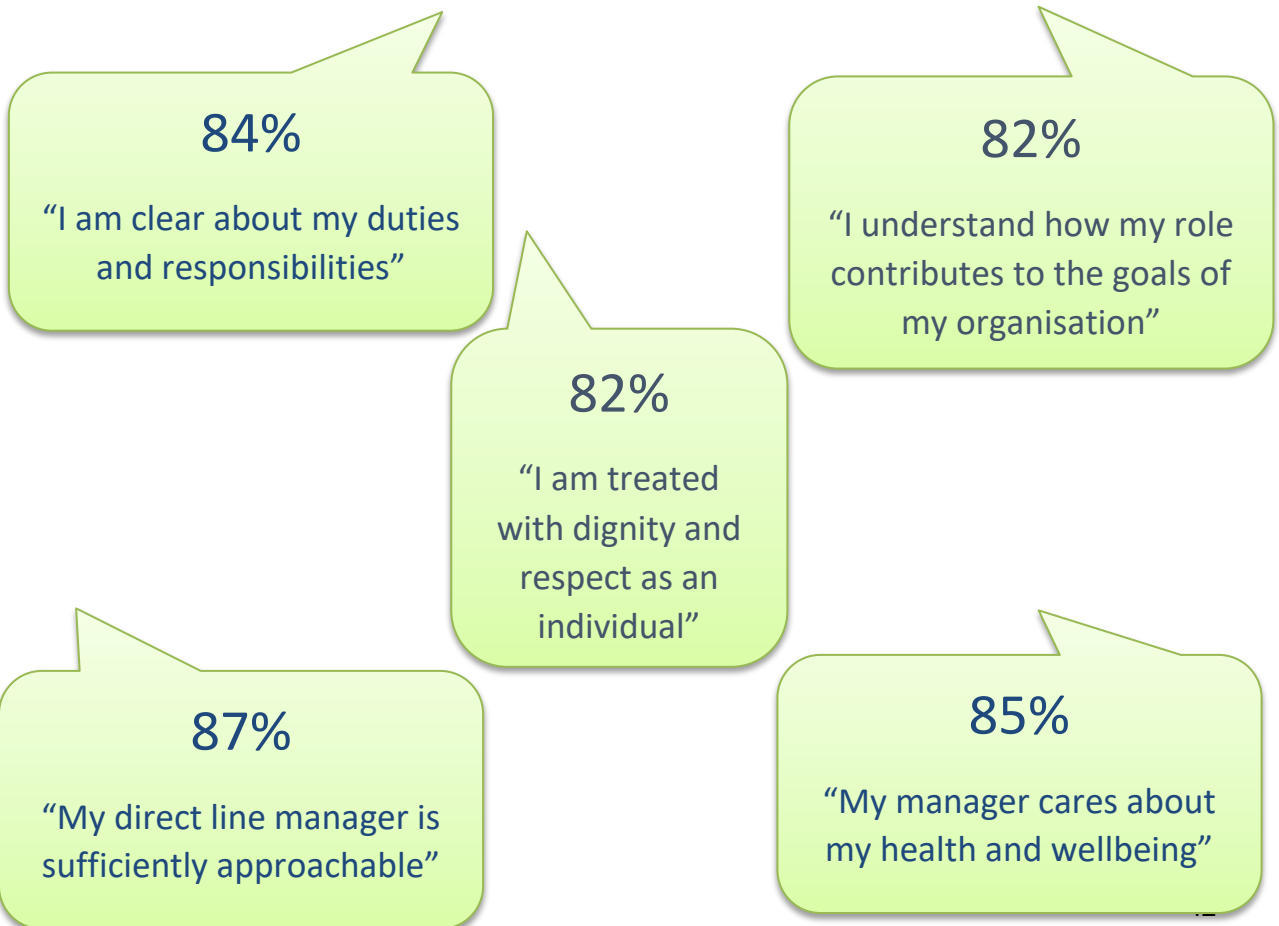 84%
“I am clear about my duties
and responsibilities”
82%
“I understand how my role
contributes to the goals of
my organisation”
82%
“I am treated
with dignity and
respect as an
individual”
87%
“My direct line manager is
sufficiently approachable”
85%
“My manager cares about
my health and wellbeing”